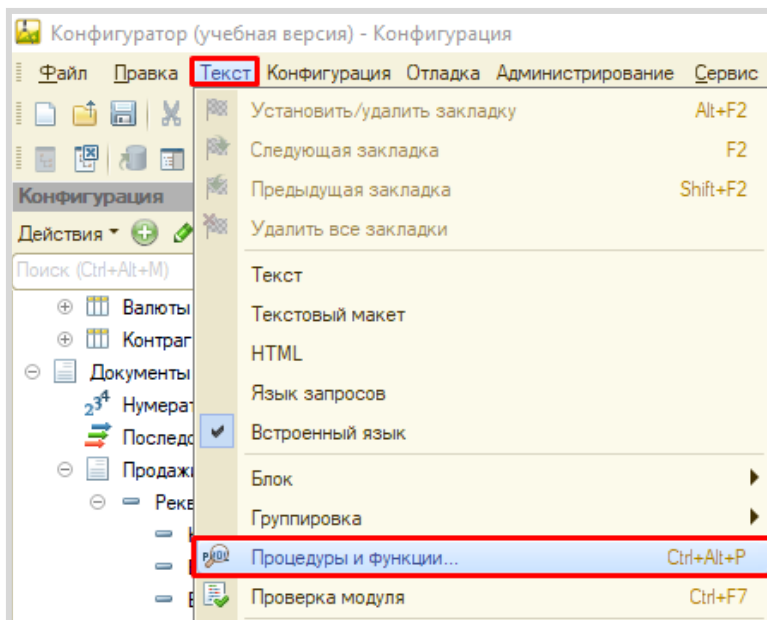 Конфигуратор (учебная версия) - Конфигурация
Файл Правка Текст Конфигурация Отладка Администрирование Сервис
Установить/удалить закладку Alt+F2
Следующая закладка F2
Предыдущая закладка Shift+F2
Конфигурация
Действия Удалить все закладки
Поиск (Ctrl+Alt+M) Текст
Валюты Текстовый макет
Контраг HTML
Документы Язык запросов
Нумерат
Последо Встроенный язык
Продажи Блок
Рекв Группировка
Процедуры и функции... Ctrl+Alt+P
Проверка модуля Ctrl+F7